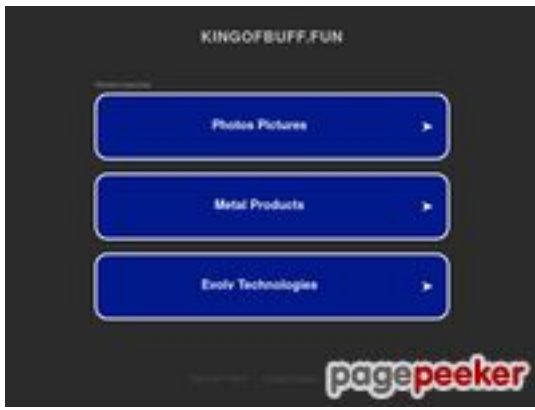 KINGOFBUFF.FUN
Photos Pictures
Metal Products
Evolv Technologies
pagepeeker